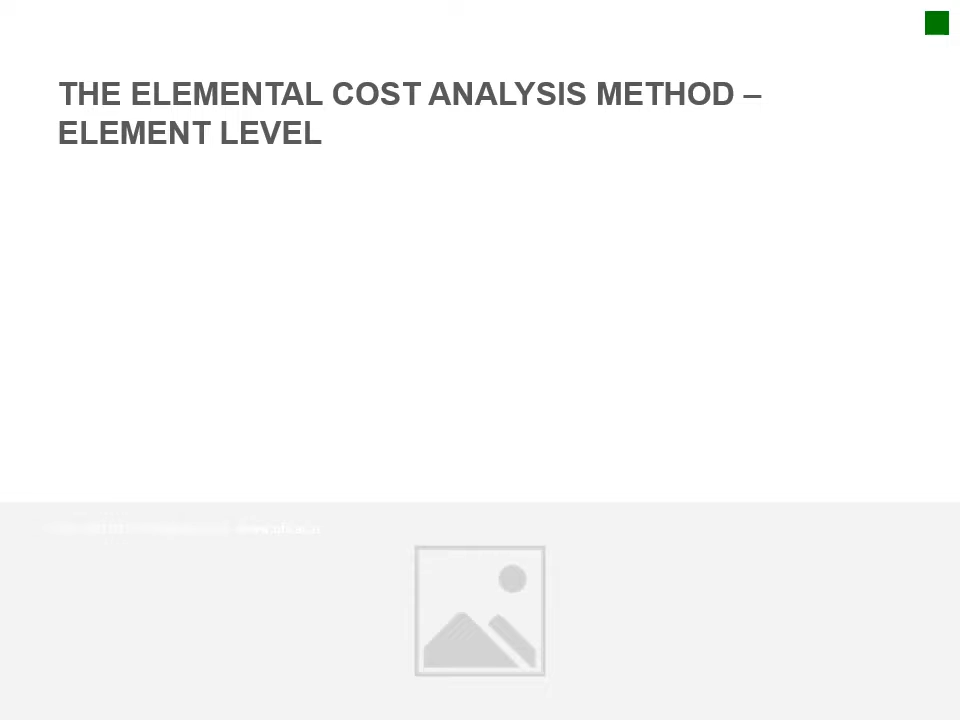 THE ELEMENTAL COST ANALYSIS METHOD –
ELEMENT LEVEL